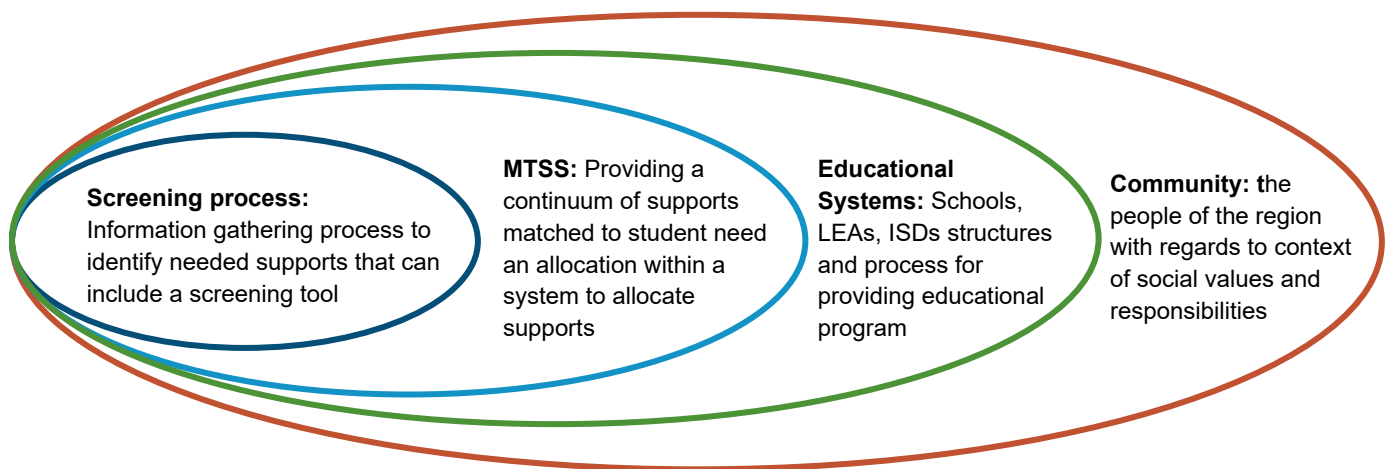 Screening process:
Information gathering process to
identify needed supports that can
include a screening tool
MTSS: Providing a
continuum of supports
matched to student need
an allocation within a
system to allocate
supports
Educational
Systems: Schools,
LEAs, ISDs structures
and process for
providing educational
program
Community: the
people of the region
with regards to context
of social values and
responsibilities